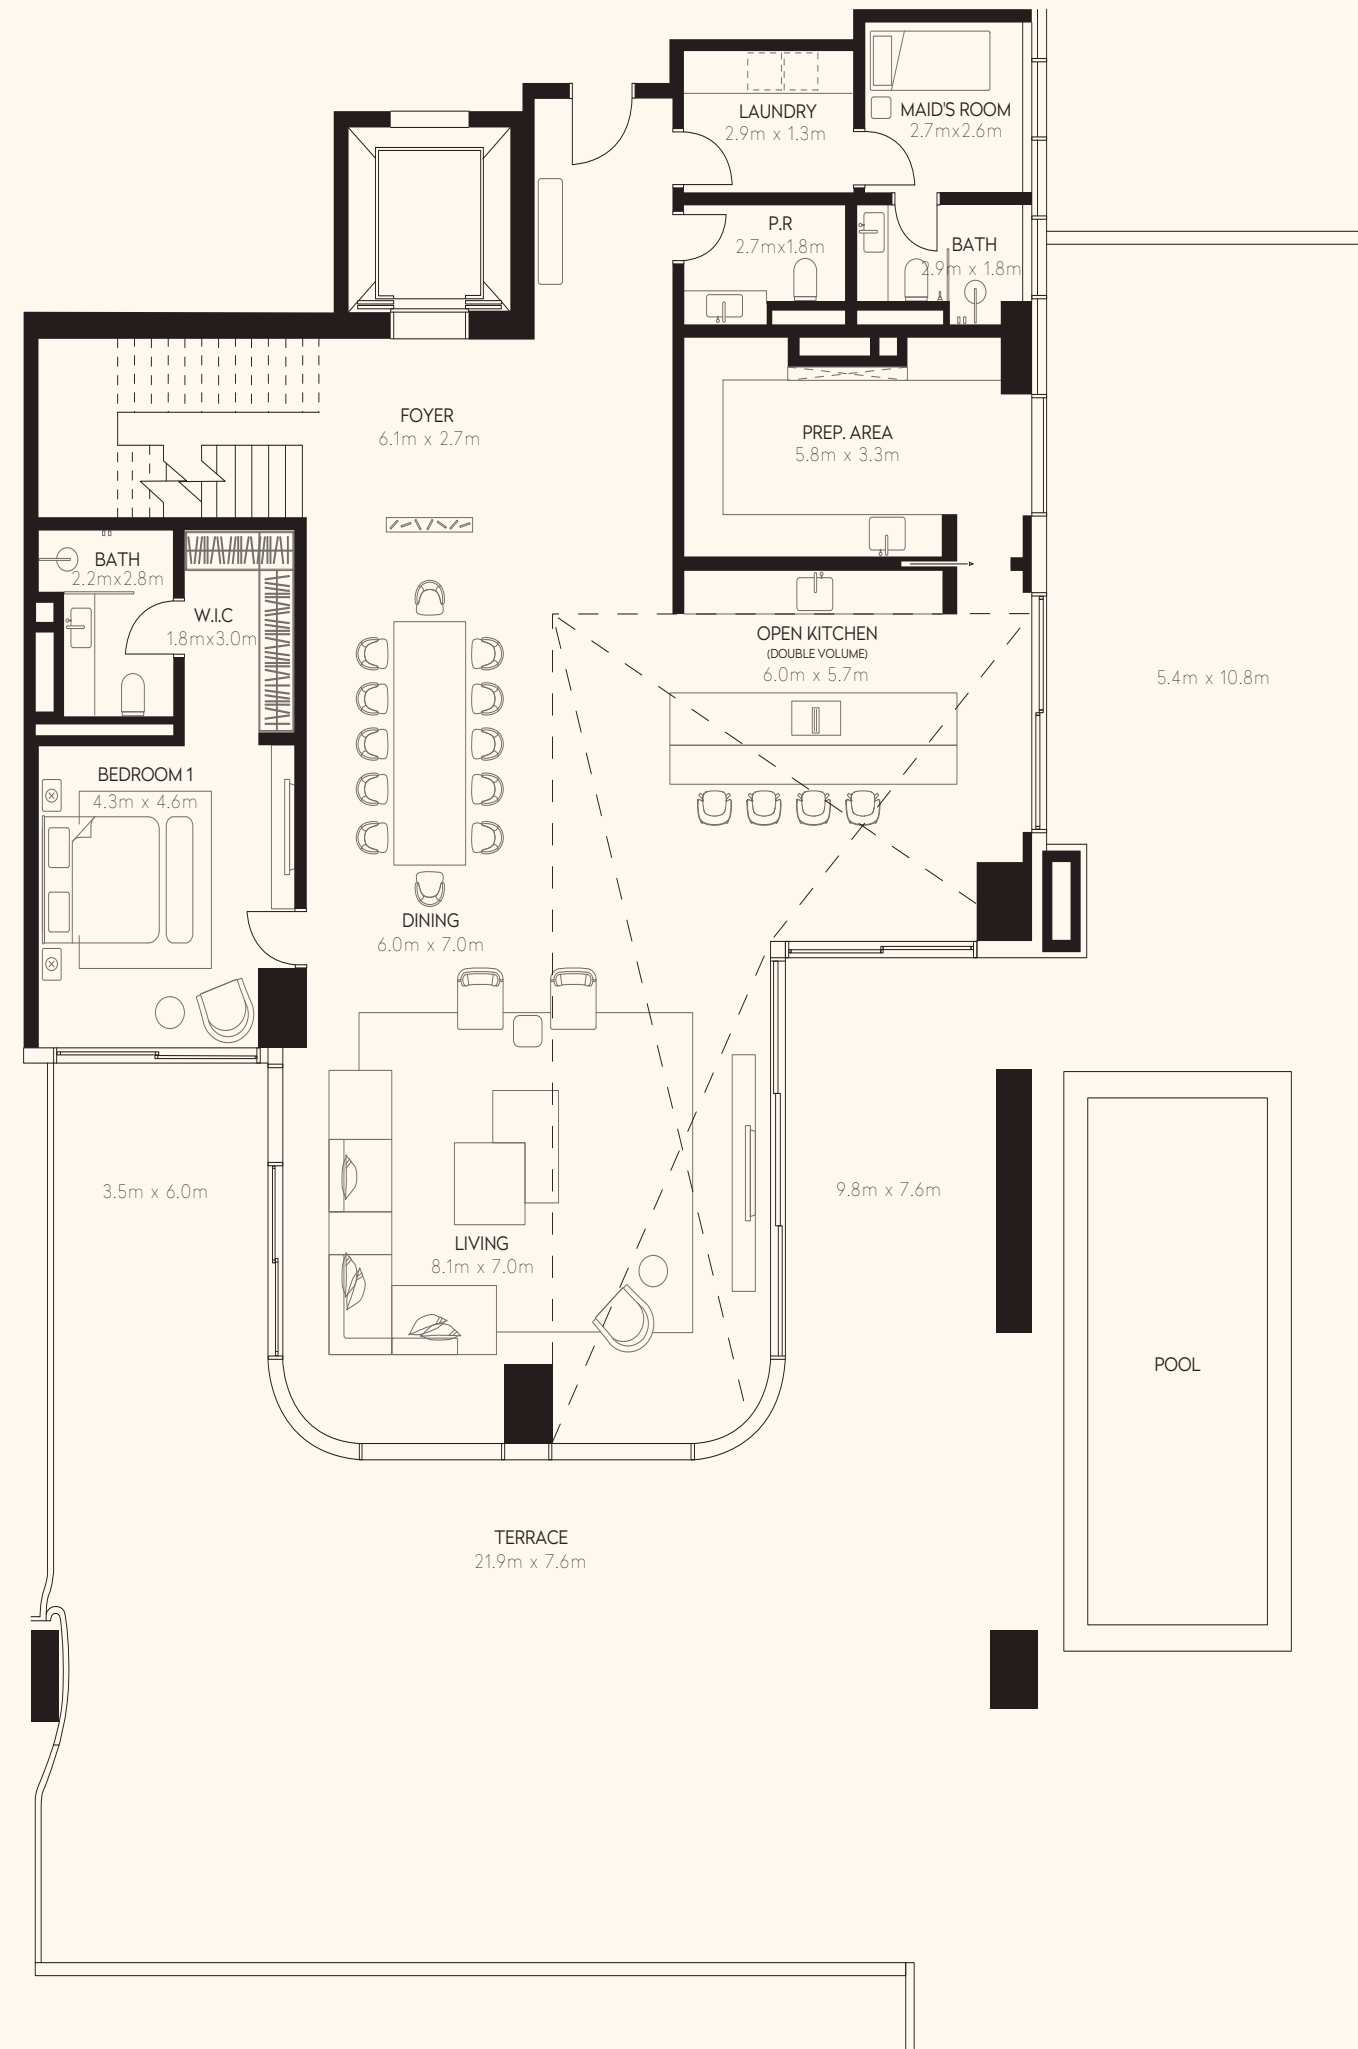 LAUNDRY
2.9m x 1.3m
MAID'S ROOM
2.7mx2.6m
P.R
2.7mx1.8m
BATH
2.9m x 1.8m
FOYER
6.1m x 2.7m
PREP. AREA
5.8m x 3.3m
BATH
2.2mx2.8m
W.I.C
1.8mx3.0m
OPEN KITCHEN
(DOUBLE VOLUME)
6.0m x 5.7m
5.4m x 10.8m
BEDROOM 1
4.3m x 4.6m
DINING
6.0m x 7.0m
3.5m x 6.0m
9.8m x 7.6m
LIVING
8.1m x 7.0m
POOL
TERRACE
21.9m x 7.6m